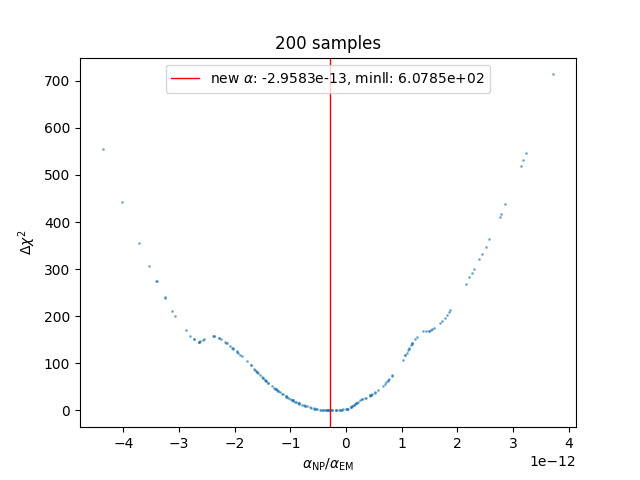 200 samples
new α: -2.9583e-13, minll: 6.0785e+02
700
600
500
400
300
200
100
0
Δχ²
−4 −3 −2 −1 0 1 2 3 4
1e−12
α_NP/α_EM